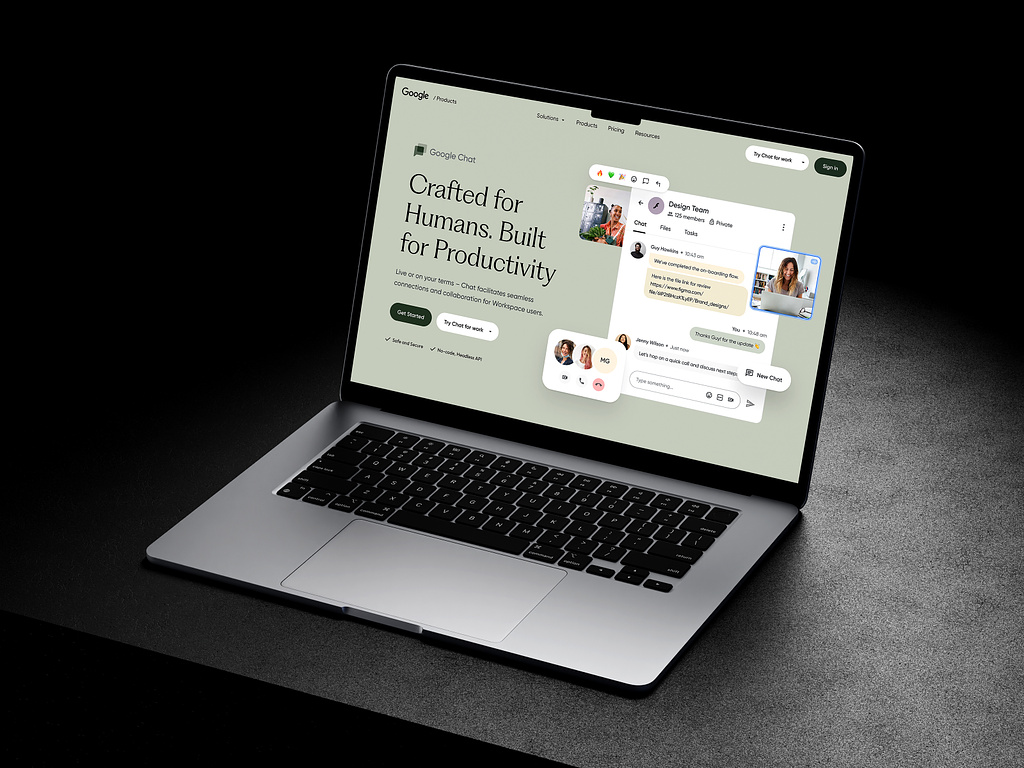 Google / Products
Solutions
Products
Pricing
Resources
Try Chat for work
Sign in
Google Chat
Crafted for
Humans. Built
for Productivity
Live or on your terms – Chat facilitates seamless
connections and collaboration for Workspace users.
Get Started
Try Chat for work
Safe and Secure
No-code, Headless API
Design Team
125 members
Private
Chat
Files
Tasks
Guy Hawkins • 10:43 am
We've completed the on-boarding flow.
Here is the file link for review
https://www.figma.com/
You • 10:48 am
Thanks Guy! for the update
Jenny Wilson • Just now
Let's hop on a quick call and discuss next steps
Type something...
New Chat
MG
return
shift
option
command